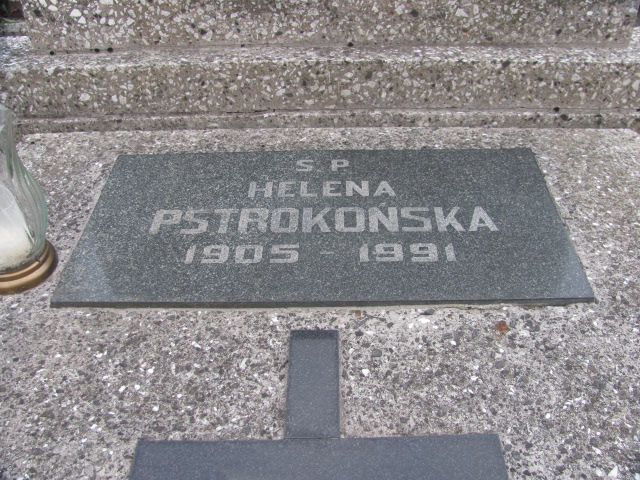 S. P.
HELENA
PSTROKOŃSKA
1905 - 1991